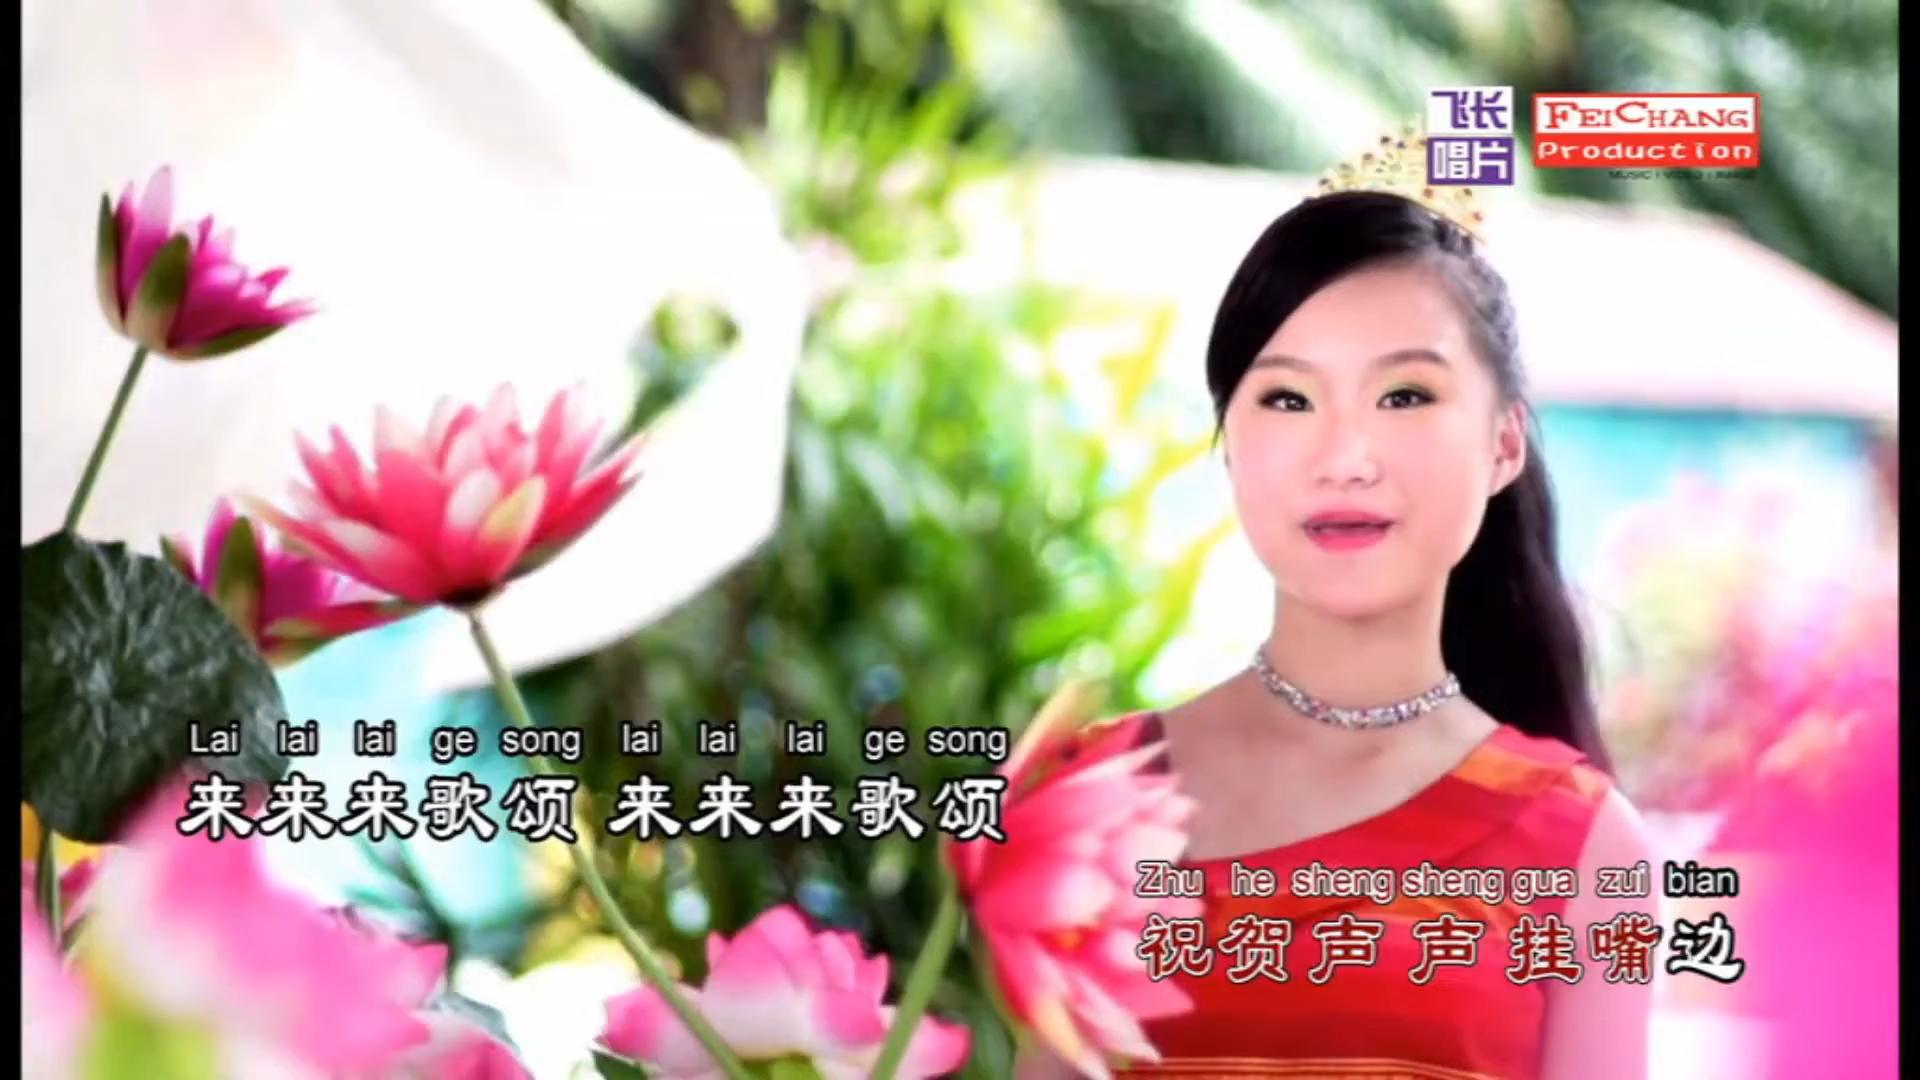 飞长
唱片
FEICHANG
Production
Lai lai lai ge song lai lai lai ge song
来来来歌颂 来来来歌颂
Zhu he sheng sheng gua zui bian
祝贺声声挂嘴边